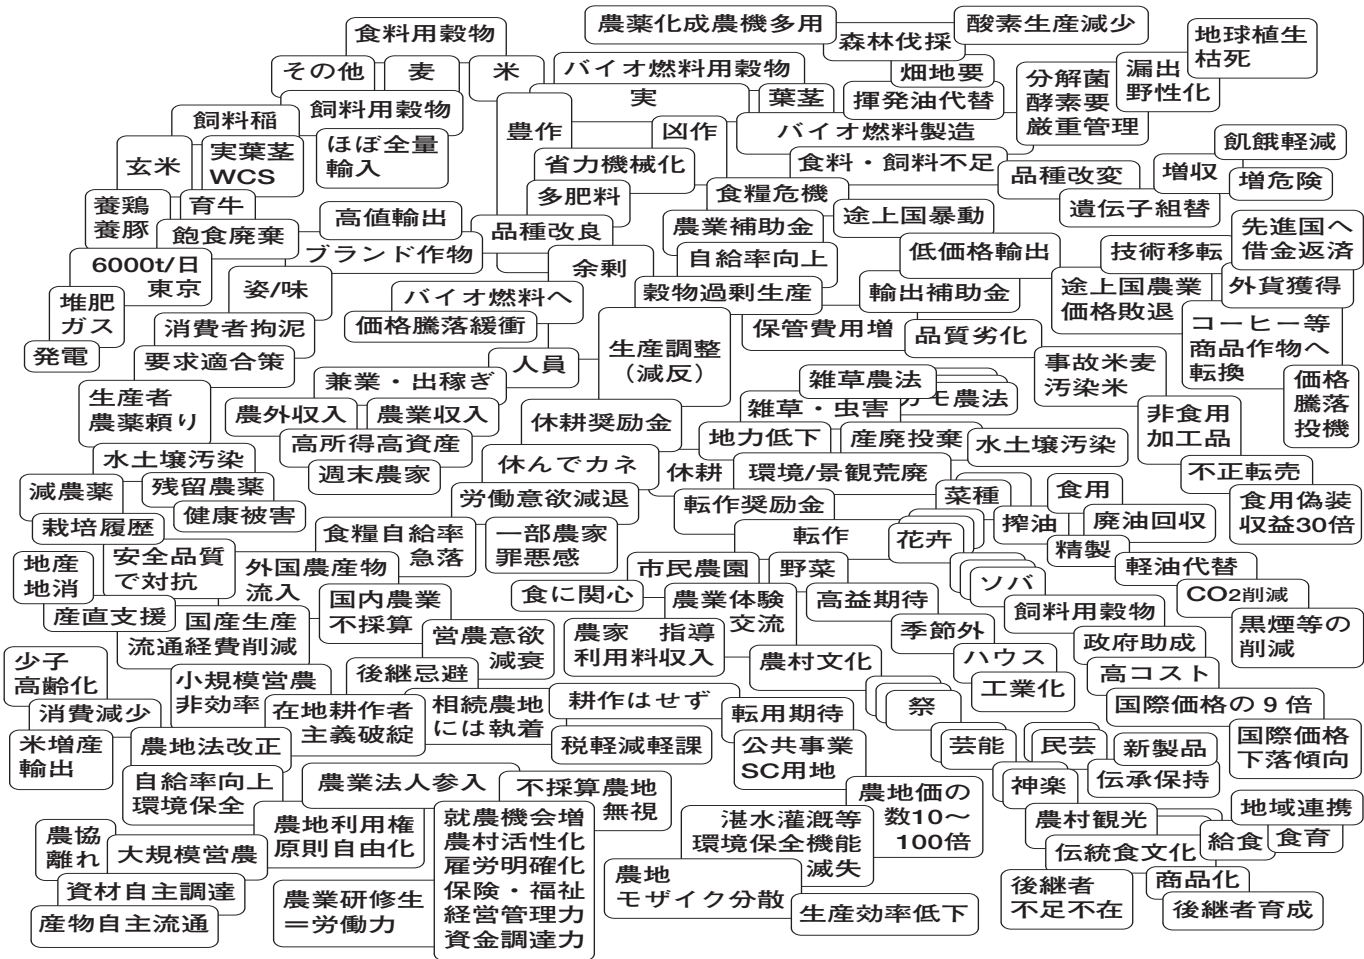 農薬化成農機多用
酸素生産減少
森林伐採
地球植生
枯死
食料用穀物
その他
麦
米
バイオ燃料用穀物
畑地要
分解菌
酵素要
厳重管理
漏出
野性化
飼料用穀物
実
葉茎
揮発油代替
飼料稲
豊作
凶作
バイオ燃料製造
玄米
実葉茎
WCS
ほぼ全量
輸入
省力機械化
食料・飼料不足
飢餓軽減
品種改変
増収
増危険
養鶏
養豚
育牛
多肥料
食糧危機
遺伝子組替
高値輸出
飽食廃棄
品種改良
農業補助金
途上国暴動
先進国へ
借金返済
ブランド作物
低価格輸出
技術移転
6000t/日
東京
姿/味
余剰
自給率向上
途上国農業
価格敗退
外貨獲得
堆肥
ガス
バイオ燃料へ
穀物過剰生産
輸出補助金
発電
消費者拘泥
価格騰落緩衝
保管費用増
品質劣化
コーヒー等
商品作物へ
転換
要求適合策
人員
生産調整
（減反）
事故米麦
汚染米
価格
騰落
投機
生産者
農薬頼り
兼業・出稼ぎ
雑草農法
カモ農法
農外収入
農業収入
休耕奨励金
雑草・虫害
非食用
加工品
高所得高資産
地力低下
産廃投棄
水土壌汚染
水土壌汚染
週末農家
休んでカネ
休耕
環境/景観荒廃
不正転売
減農薬
残留農薬
労働意欲減退
転作奨励金
菜種
食用
食用偽装
収益30倍
健康被害
栽培履歴
食糧自給率
急落
一部農家
罪悪感
転作
花卉
搾油
廃油回収
精製
地産
地消
安全品質
で対抗
外国農産物
流入
市民農園
野菜
ソバ
軽油代替
CO2削減
産直支援
国産生産
流通経費削減
国内農業
不採算
食に関心
農業体験
交流
高益期待
飼料用穀物
黒煙等の
削減
営農意欲
減衰
農家　指導
利用料収入
季節外
政府助成
少子
高齢化
小規模営農
非効率
後継忌避
農村文化
ハウス
高コスト
工業化
消費減少
在地耕作者
主義破綻
相続農地
には執着
耕作はせず
転用期待
祭
国際価格の９倍
米増産
輸出
農地法改正
税軽減軽課
公共事業
SC用地
芸能
民芸
新製品
国際価格
下落傾向
自給率向上
環境保全
農業法人参入
不採算農地
無視
農地価の
数10〜
100倍
神楽
伝承保持
農協
離れ
大規模営農
農地利用権
原則自由化
就農機会増
農村活性化
雇労明確化
保険・福祉
経営管理力
資金調達力
湛水灌漑等
環境保全機能
滅失
農村観光
地域連携
給食
食育
伝統食文化
資材自主調達
農業研修生
＝労働力
農地
モザイク分散
後継者
不足不在
商品化
産物自主流通
生産効率低下
後継者育成